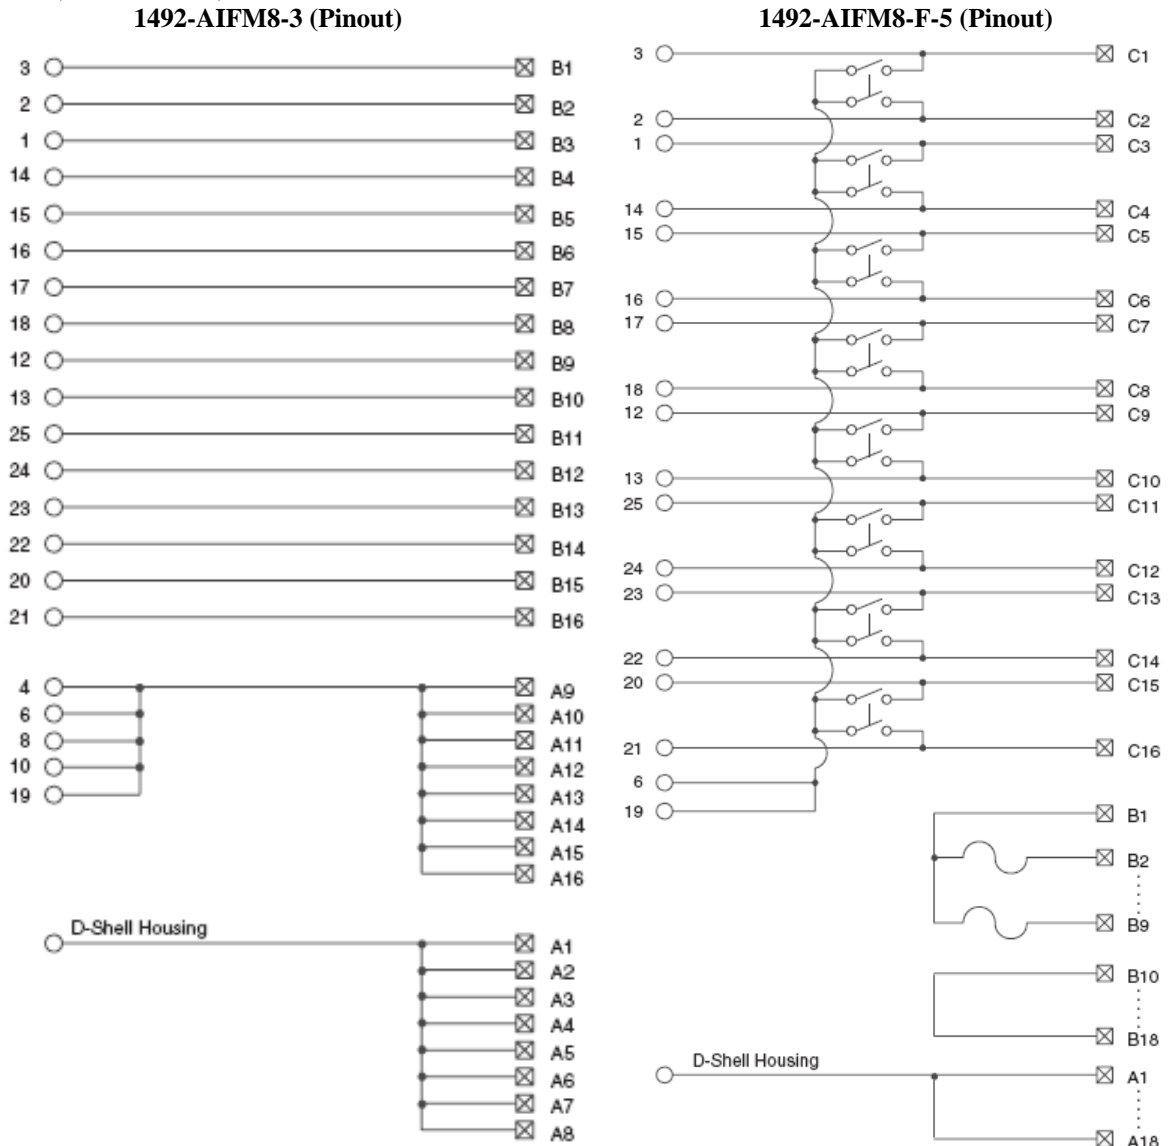 1492-AIFM8-3 (Pinout)
3 B1
2 B2
1 B3
14 B4
15 B5
16 B6
17 B7
18 B8
12 B9
13 B10
25 B11
24 B12
23 B13
22 B14
20 B15
21 B16
4 A9
6 A10
8 A11
10 A12
19 A13
A14
A15
A16
D-Shell Housing
A1
A2
A3
A4
A5
A6
A7
A8
1492-AIFM8-F-5 (Pinout)
3 C1
2 C2
1 C3
14 C4
15 C5
16 C6
17 C7
18 C8
12 C9
13 C10
25 C11
24 C12
23 C13
22 C14
20 C15
21 C16
6
19
B1
B2
B9
B10
B18
D-Shell Housing
A1
A18